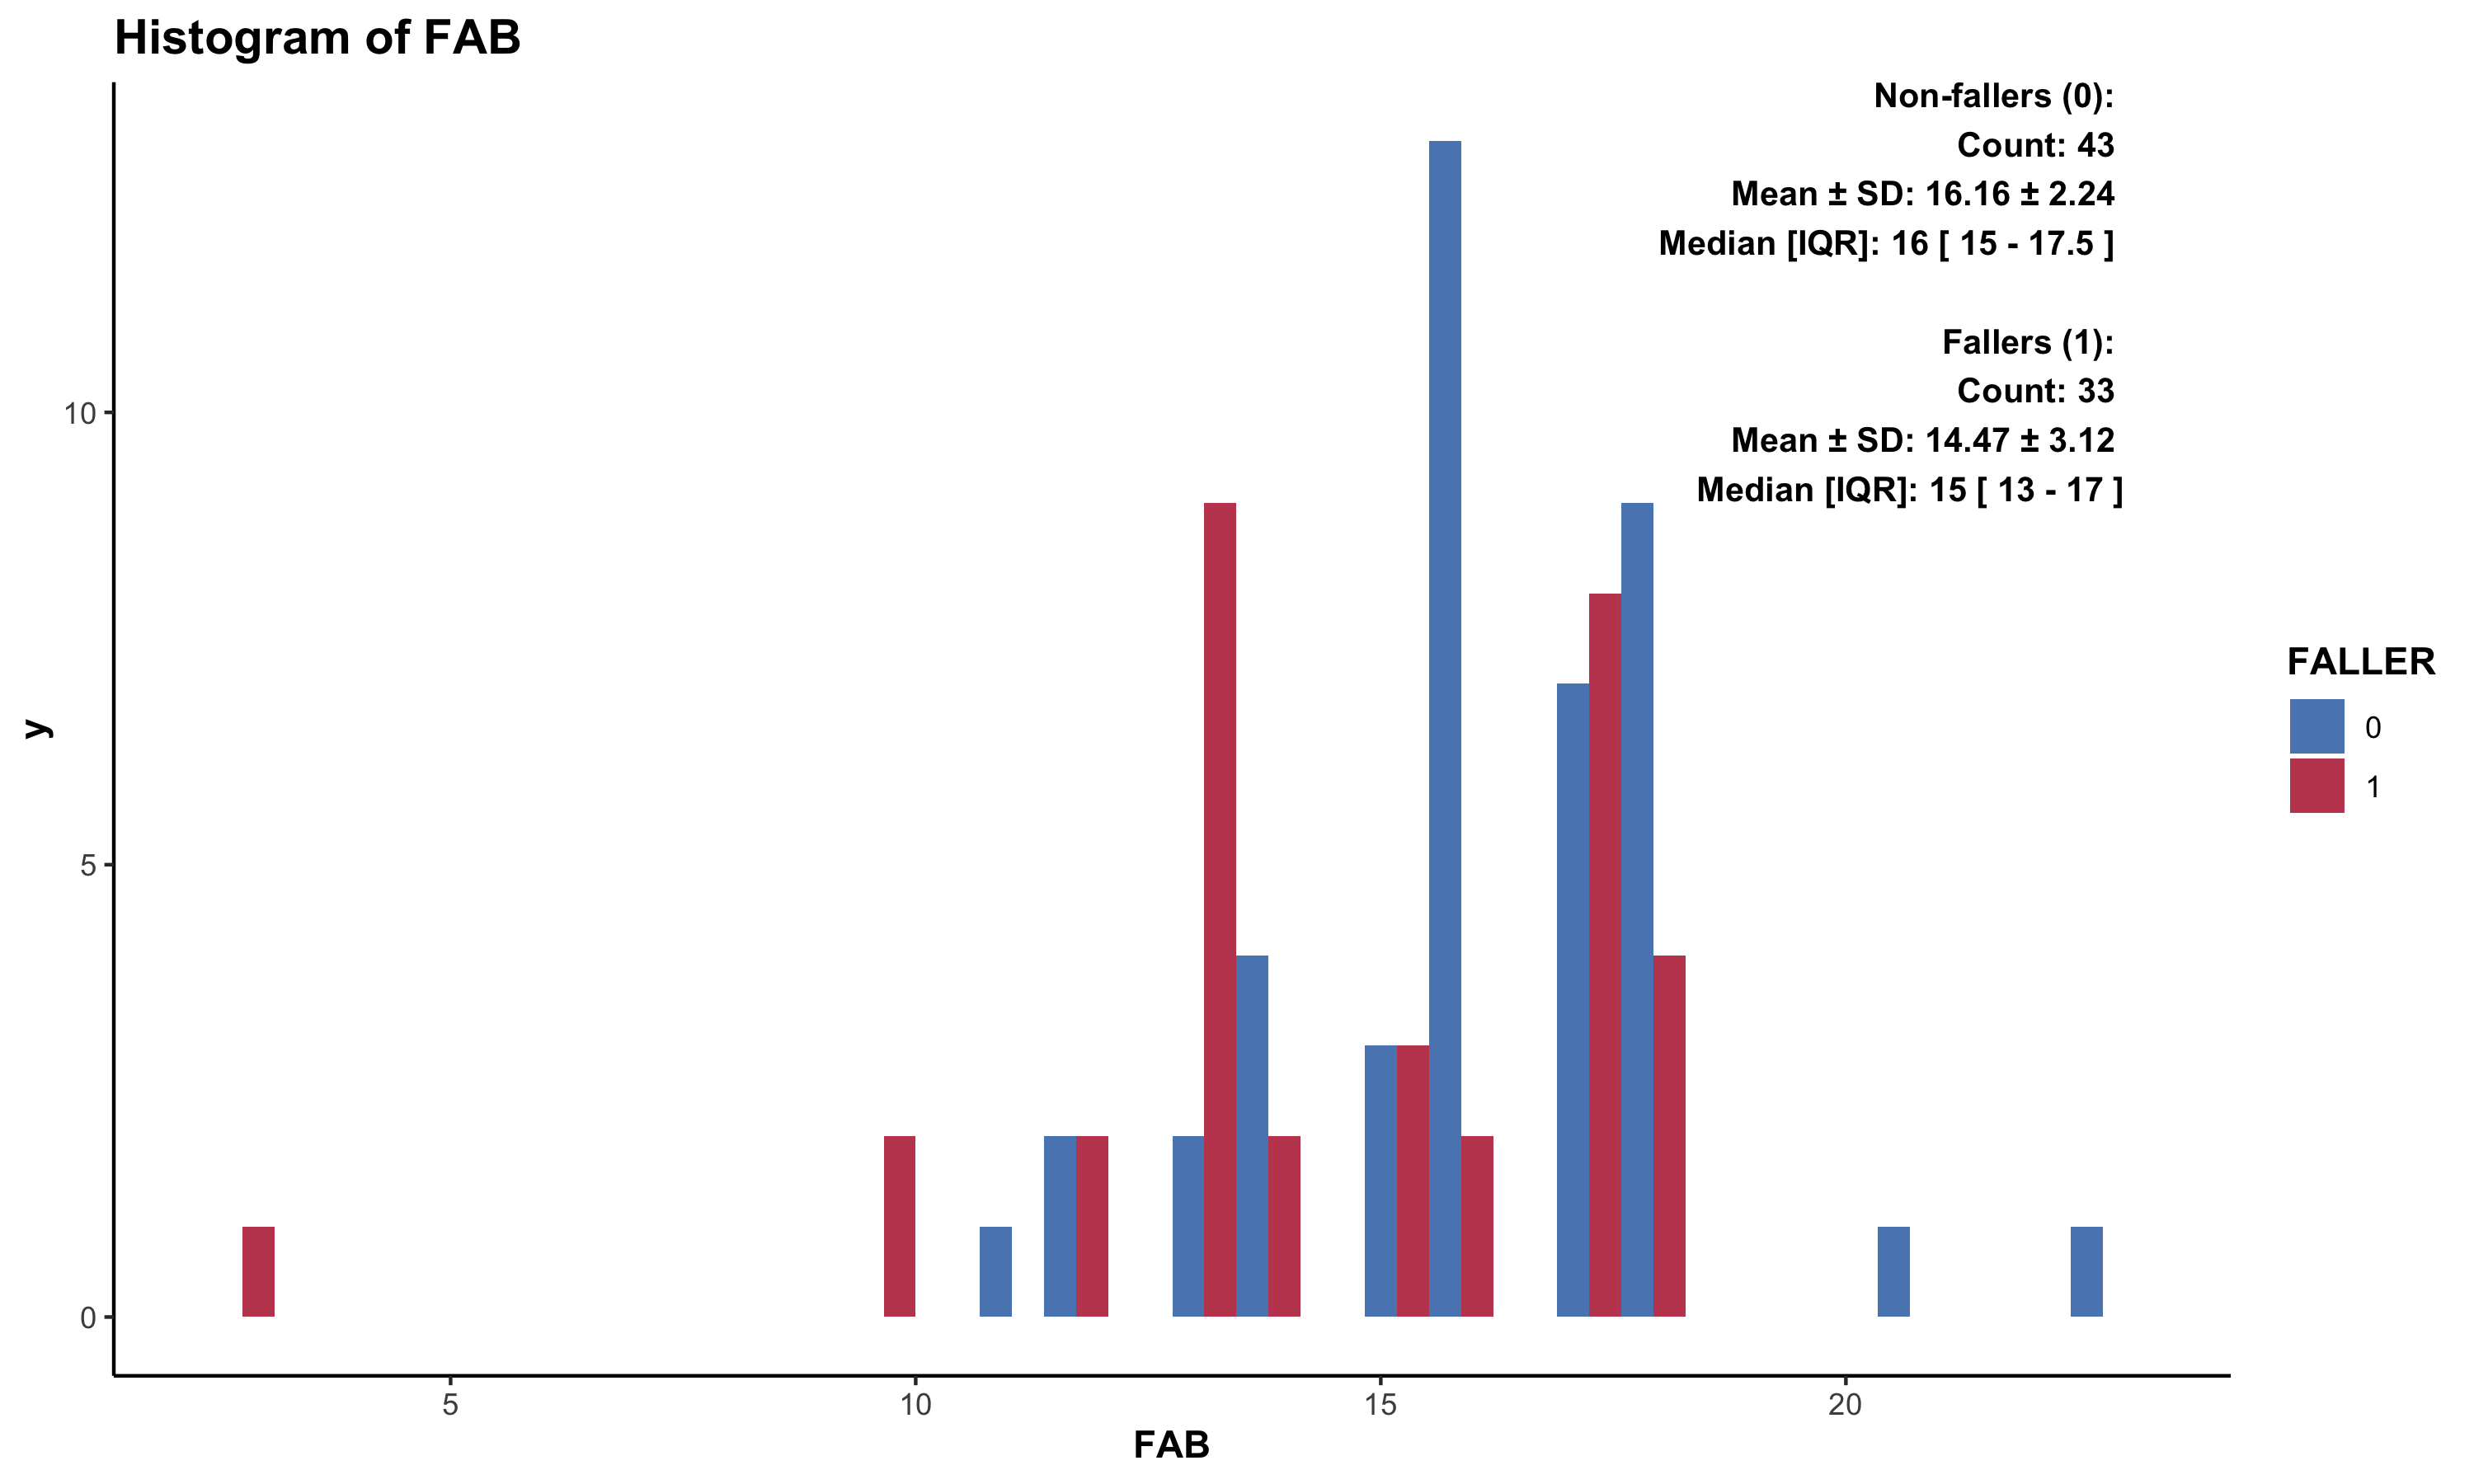 Histogram of FAB
Non-fallers (0):
Count: 43
Mean ± SD: 16.16 ± 2.24
Median [IQR]: 16 [ 15 - 17.5 ]
Fallers (1):
Count: 33
Mean ± SD: 14.47 ± 3.12
Median [IQR]: 15 [ 13 - 17 ]
10
5
0
y
5 10 15 20
FAB
FALLER
0
1